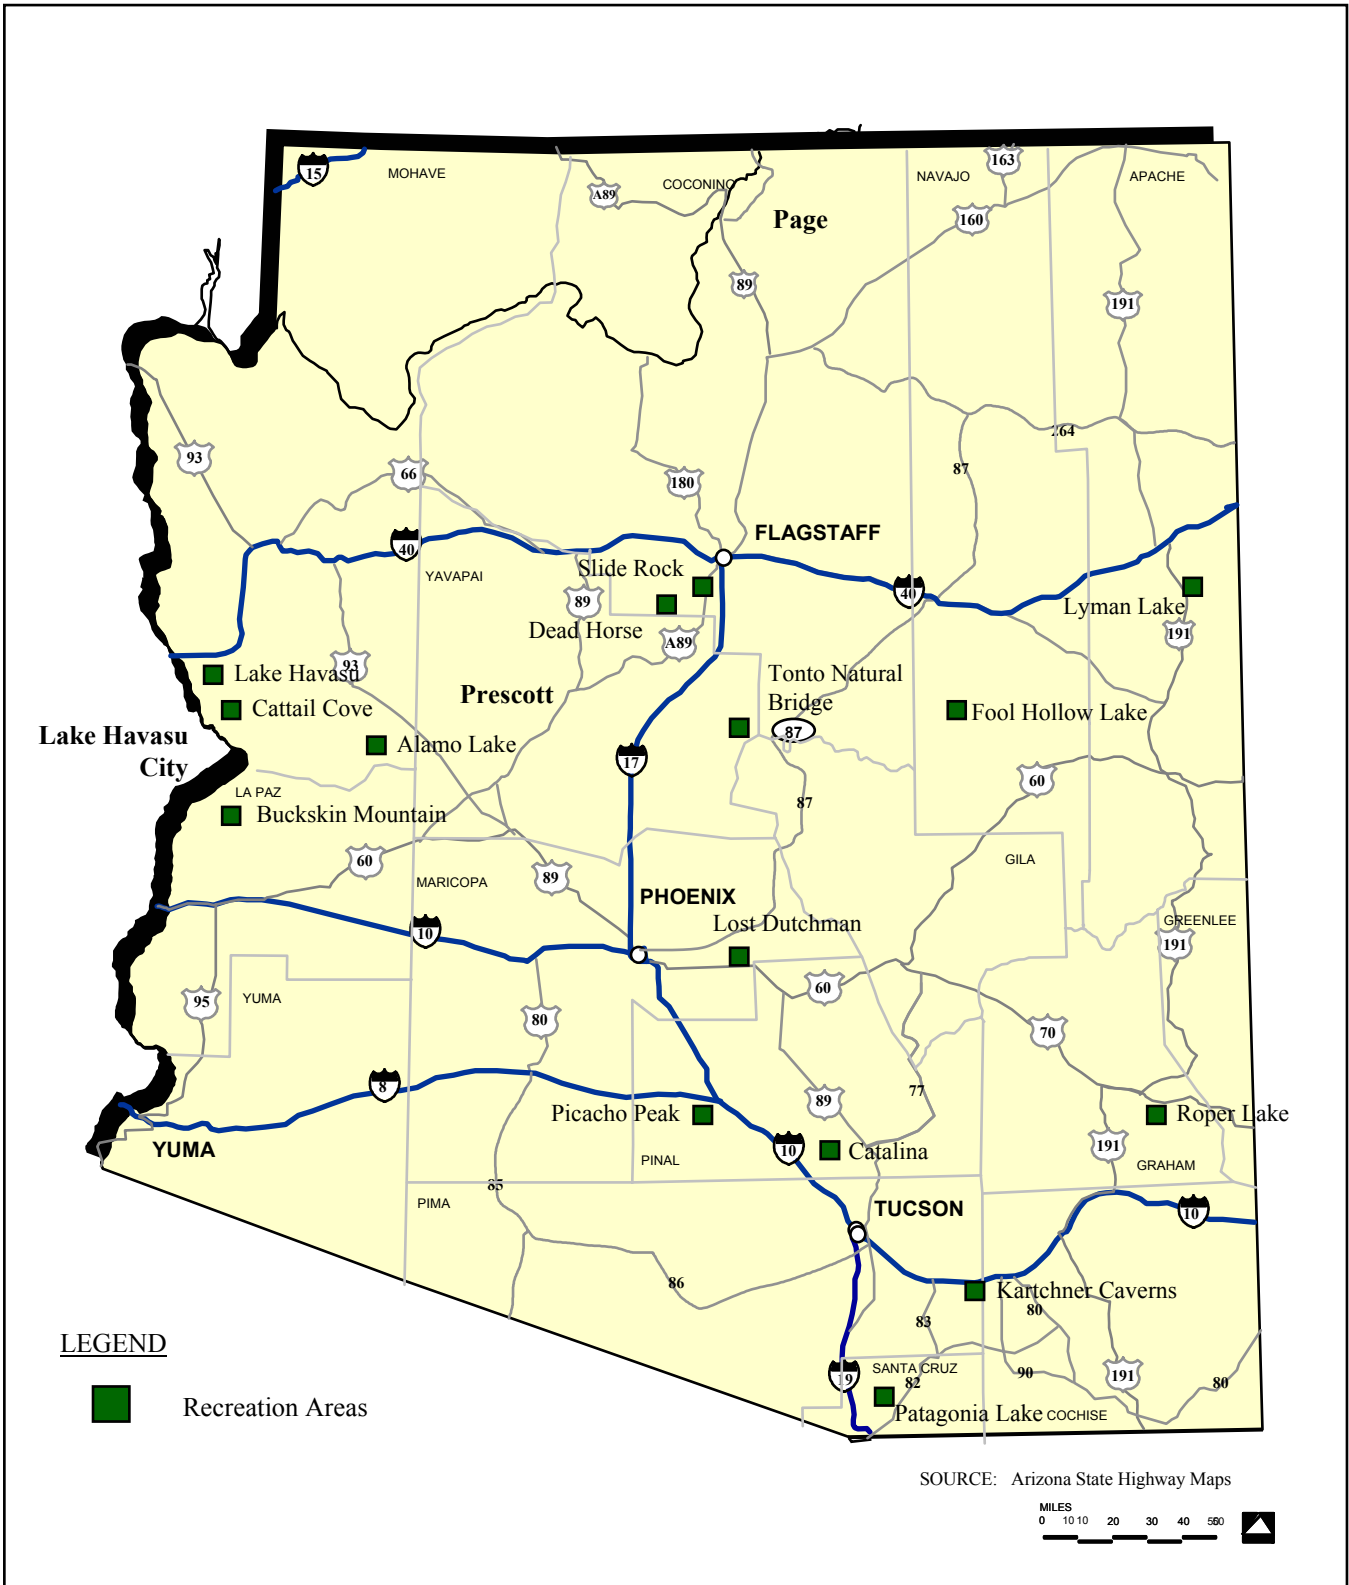 15
MOHAVE
A89
COCONINO
Page
NAVAJO
163
APACHE
160
89
191
93
66
180
264
87
FLAGSTAFF
40
YAVAPAI
Slide Rock
89
Dead Horse
A89
40
Lyman Lake
191
Lake Havasu
93
Cattail Cove
Prescott
Tonto Natural
Bridge
87
Fool Hollow Lake
Lake Havasu
City
Alamo Lake
17
LA PAZ
Buckskin Mountain
87
60
60
MARICOPA
89
PHOENIX
GILA
Lost Dutchman
GREENLEE
191
10
95
YUMA
80
60
70
8
77
89
Picacho Peak
Roper Lake
YUMA
10
Catalina
191
PINAL
GRAHAM
85
PIMA
TUCSON
10
86
Kartchner Caverns
80
83
LEGEND
Recreation Areas
19
SANTA CRUZ
82
90
191
80
Patagonia Lake
COCHISE
SOURCE: Arizona State Highway Maps
MILES
0 10 10 20 30 40 50